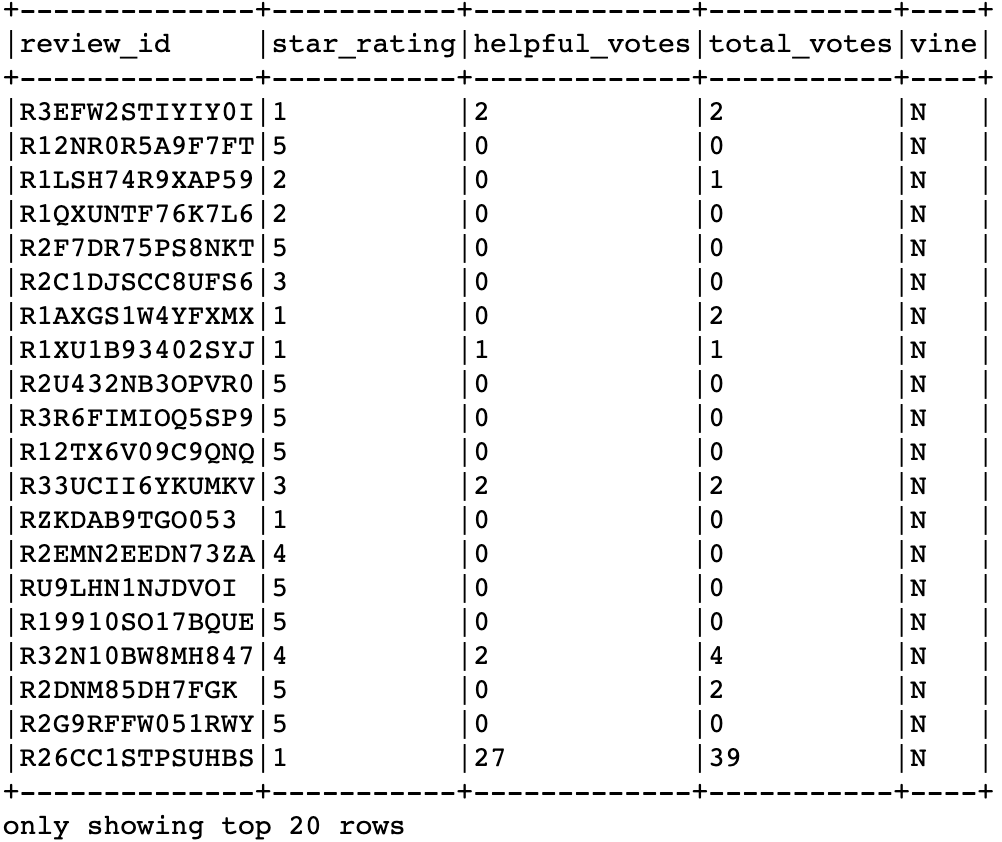 +--------------+-----------+-------------+-----------+----+
|review_id     |star_rating|helpful_votes|total_votes|vine|
+--------------+-----------+-------------+-----------+----+
|R3EFW2STIYIY0I|1          |2            |2          |N   |
|R12NR0R5A9F7FT|5          |0            |0          |N   |
|R1LSH74R9XAP59|2          |0            |1          |N   |
|R1QXUNTF76K7L6|2          |0            |0          |N   |
|R2F7DR75PS8NKT|5          |0            |0          |N   |
|R2C1DJSCC8UFS6|3          |0            |0          |N   |
|R1AXGS1W4YFXMX|1          |0            |2          |N   |
|R1XU1B93402SYJ|1          |1            |1          |N   |
|R2U432NB3OPVR0|5          |0            |0          |N   |
|R3R6FIMIOQ5SP9|5          |0            |0          |N   |
|R12TX6V09C9QNQ|5          |0            |0          |N   |
|R33UCII6YKUMKV|3          |2            |2          |N   |
|RZKDAB9TGO053 |1          |0            |0          |N   |
|R2EMN2EEDN73ZA|4          |0            |0          |N   |
|RU9LHN1NJDVOI |5          |0            |0          |N   |
|R19910SO17BQUE|5          |0            |0          |N   |
|R32N10BW8MH847|4          |2            |4          |N   |
|R2DNM85DH7FGK |5          |0            |2          |N   |
|R2G9RFFW051RWY|5          |0            |0          |N   |
|R26CC1STPSUHBS|1          |27           |39         |N   |
+--------------+-----------+-------------+-----------+----+
only showing top 20 rows